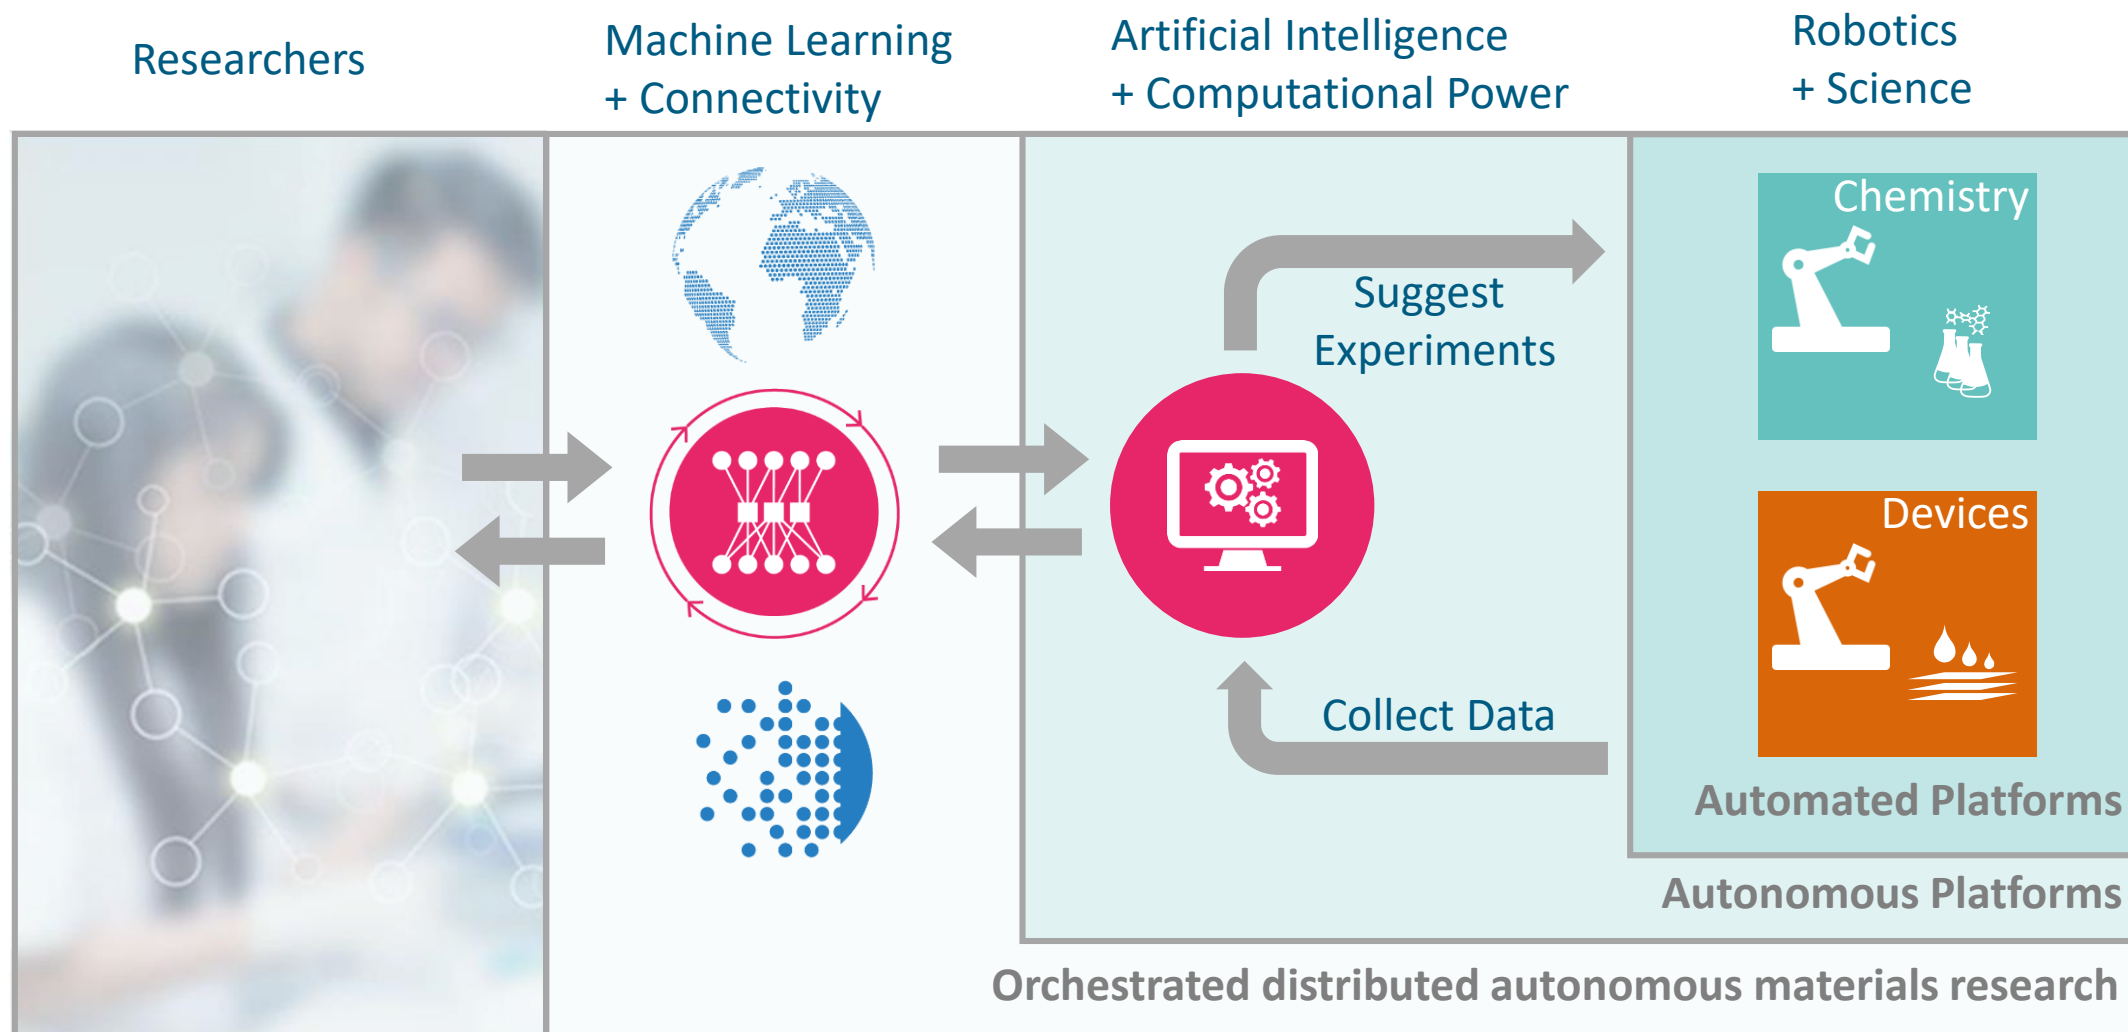 Researchers
Machine Learning
+ Connectivity
Artificial Intelligence
+ Computational Power
Robotics
+ Science
Chemistry
Suggest
Experiments
Devices
Collect Data
Automated Platforms
Autonomous Platforms
Orchestrated distributed autonomous materials research